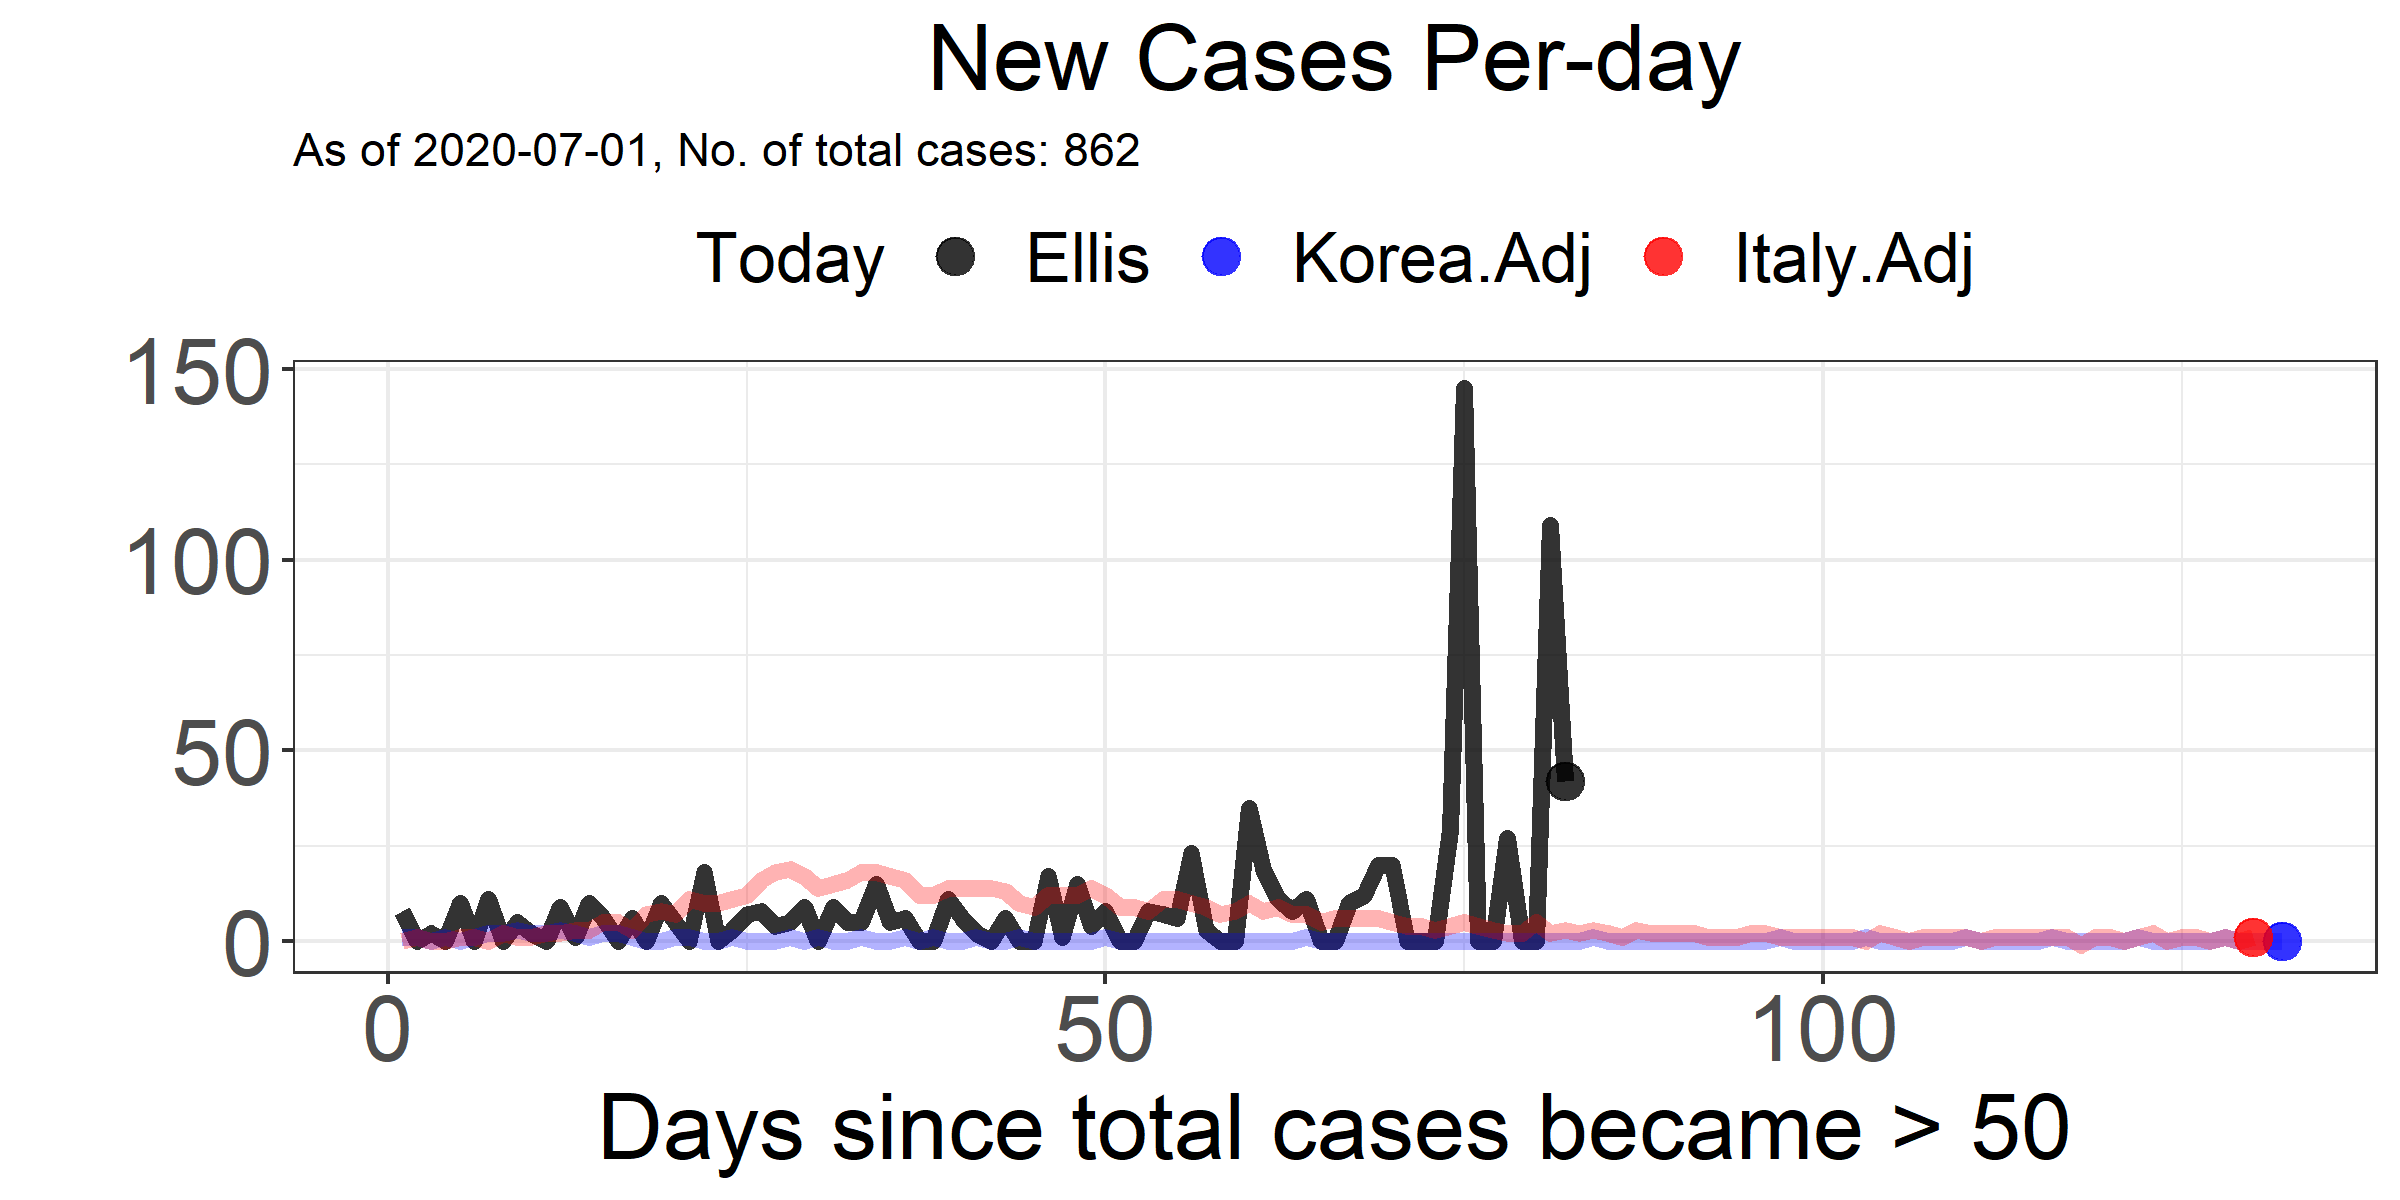 New Cases Per-day
As of 2020-07-01, No. of total cases: 862
Today Ellis Korea.Adj Italy.Adj
150
100
50
0
0 50 100
Days since total cases became > 50